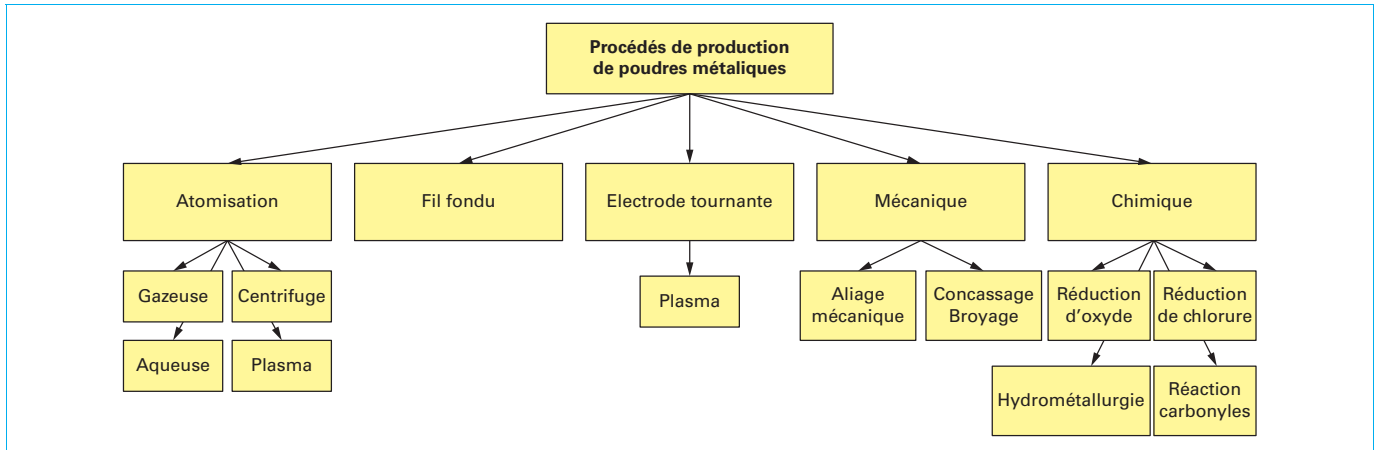 Procédés de production
de poudres métaliques
Atomisation
Fil fondu
Electrode tournante
Mécanique
Chimique
Gazeuse
Centrifuge
Aqueuse
Plasma
Plasma
Aliage
mécanique
Concassage
Broyage
Réduction
d'oxyde
Réduction
de chlorure
Hydrométallurgie
Réaction
carbonyles